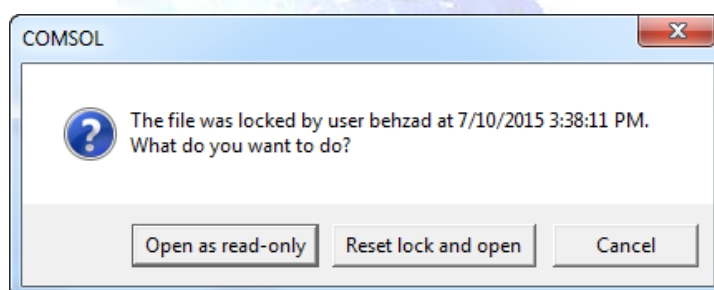 COMSOL
The file was locked by user behzad at 7/10/2015 3:38:11 PM.
What do you want to do?
Open as read-only
Reset lock and open
Cancel